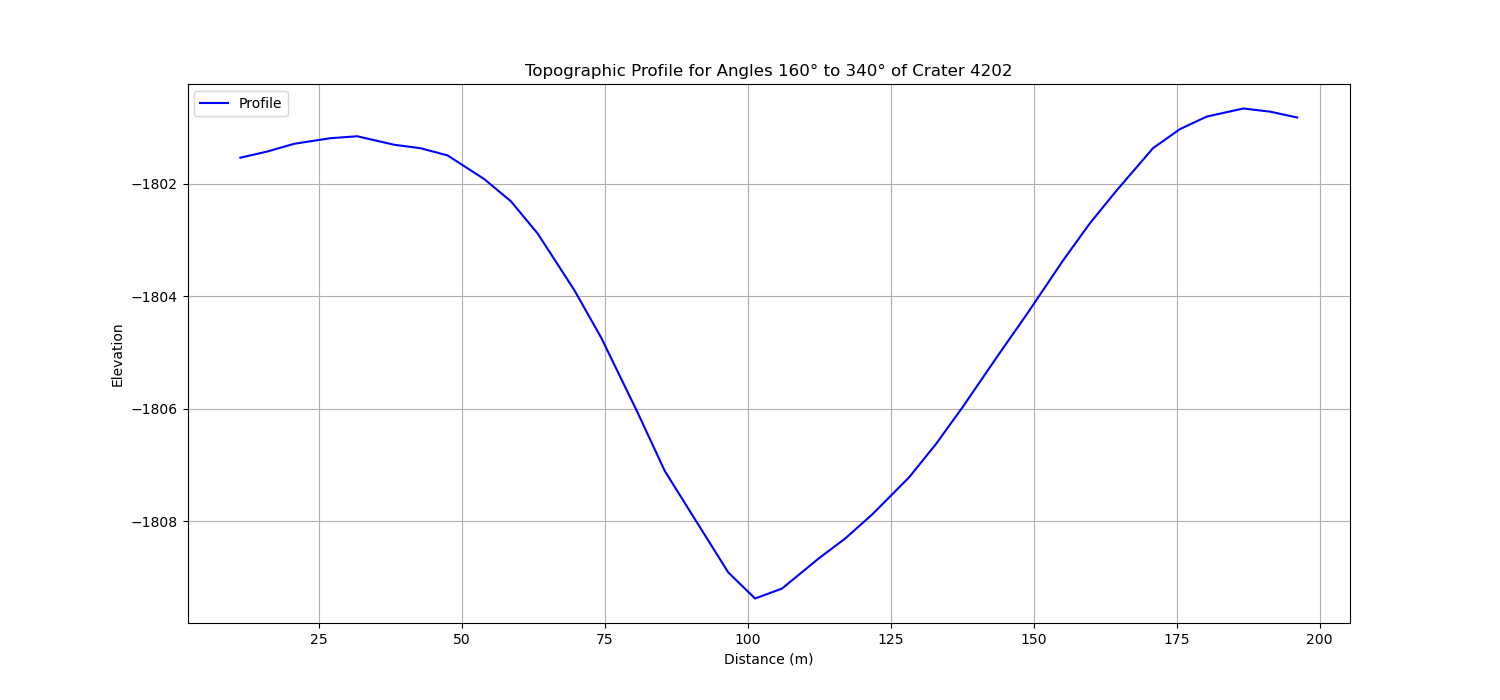 Topographic Profile for Angles 160° to 340° of Crater 4202
Profile
−1802
−1804
−1806
−1808
Elevation
25 50 75 100 125 150 175 200
Distance (m)